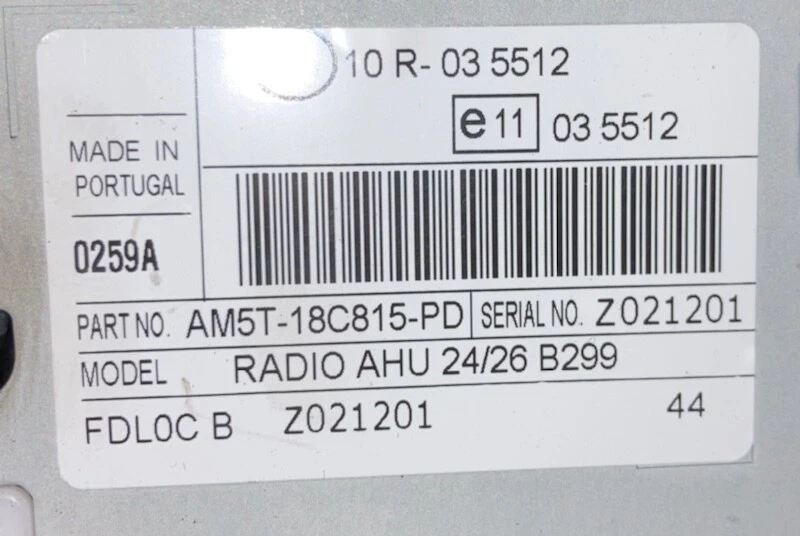 10 R- 03 5512
e 11 03 5512
MADE IN
PORTUGAL
0259A
PART NO. AM5T-18C815-PD SERIAL NO. Z021201
MODEL RADIO AHU 24/26 B299
FDLOC B Z021201 44